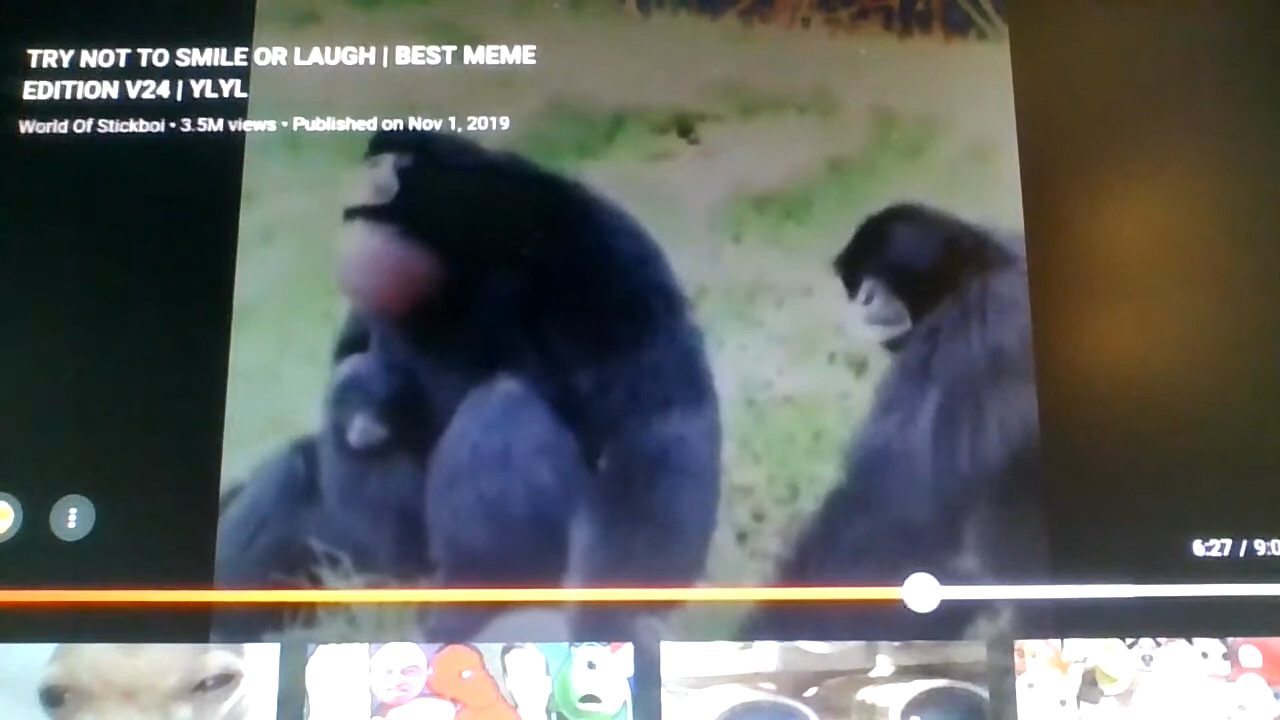 TRY NOT TO SMILE OR LAUGH | BEST MEME
EDITION V24 | YLYL
World Of Stickboi • 3.5M views • Published on Nov 1, 2019
6:27 / 9:0